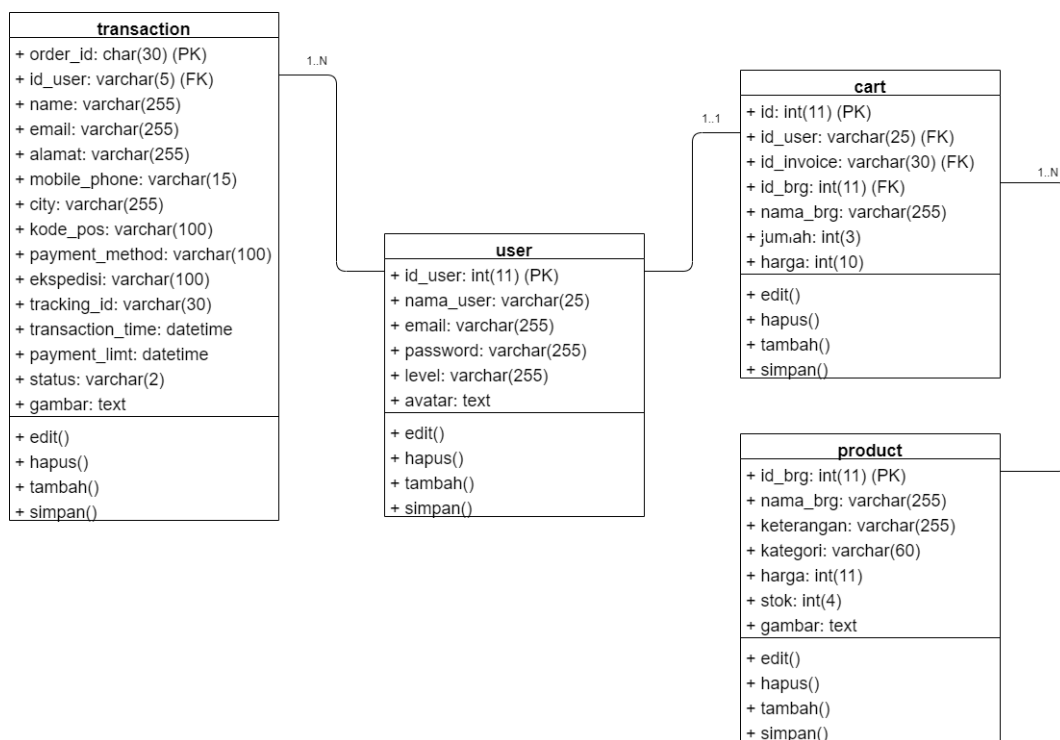 transaction
+ order_id: char(30) (PK)
+ id_user: varchar(5) (FK)
+ name: varchar(255)
+ email: varchar(255)
+ alamat: varchar(255)
+ mobile_phone: varchar(15)
+ city: varchar(255)
+ kode_pos: varchar(100)
+ payment_method: varchar(100)
+ ekspedisi: varchar(100)
+ tracking_id: varchar(30)
+ transaction_time: datetime
+ payment_limt: datetime
+ status: varchar(2)
+ gambar: text
+ edit()
+ hapus()
+ tambah()
+ simpan()
1..N
user
+ id_user: int(11) (PK)
+ nama_user: varchar(25)
+ email: varchar(255)
+ password: varchar(255)
+ level: varchar(255)
+ avatar: text
+ edit()
+ hapus()
+ tambah()
+ simpan()
1..1
cart
+ id: int(11) (PK)
+ id_user: varchar(25) (FK)
+ id_invoice: varchar(30) (FK)
+ id_brg: int(11) (FK)
+ nama_brg: varchar(255)
+ jumlah: int(3)
+ harga: int(10)
+ edit()
+ hapus()
+ tambah()
+ simpan()
1..N
product
+ id_brg: int(11) (PK)
+ nama_brg: varchar(255)
+ keterangan: varchar(255)
+ kategori: varchar(60)
+ harga: int(11)
+ stok: int(4)
+ gambar: text
+ edit()
+ hapus()
+ tambah()
+ simpan()